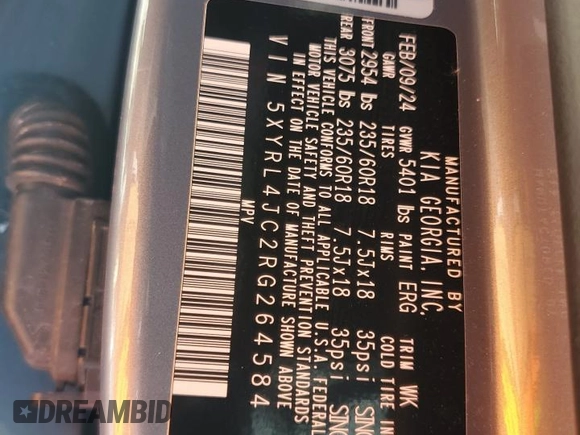 MANUFACTURED BY
KIA GEORGIA, INC.
FEB/09/24 GVWR 5401 lbs PAINT ERG TRIM WK
GAWR TIRES RIMS COLD TIRE IN
FRONT 2954 lbs 235/60R18 7.5Jx18 35psi
REAR 3075 lbs 235/60R18 7.5Jx18 35psi
THIS VEHICLE CONFORMS TO ALL APPLICABLE U.S.A. FEDERAL
MOTOR VEHICLE SAFETY AND THEFT PREVENTION STANDARDS
IN EFFECT ON THE DATE OF MANUFACTURE SHOWN ABOVE
VIN 5XYRL4JC2RG264584
MPV
DREAMBID